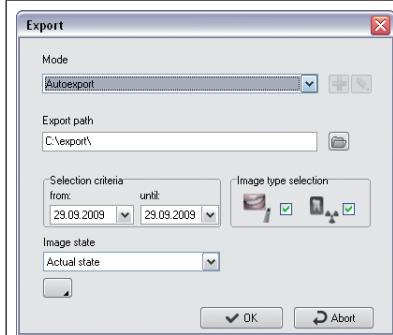 Export
Mode
Autoexport
Export path
C:\export\
Selection criteria
from: until:
29.09.2009 29.09.2009
Image type selection
Image state
Actual state
OK Abort